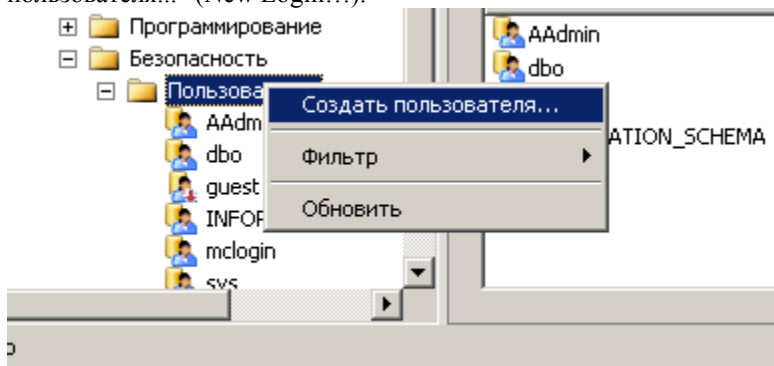 пользователя..." (New Login…).
Программирование
Безопасность
Пользова
AAdm
dbo
guest
INFOR
mclogin
sys
Создать пользователя...
Фильтр
Обновить
AAdmin
dbo
ATION_SCHEMA